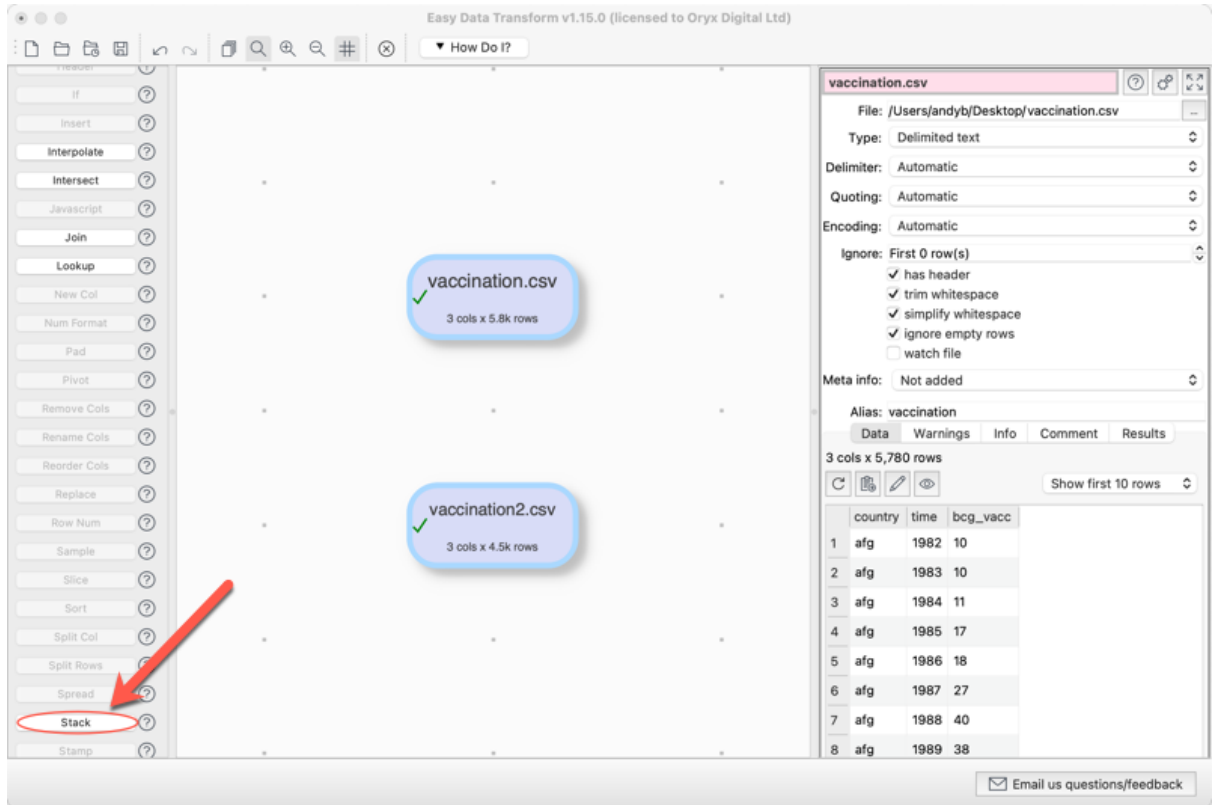 Easy Data Transform v1.15.0 (licensed to Oryx Digital Ltd)
▼ How Do I?
Header
If
Insert
Interpolate
Intersect
Javascript
Join
Lookup
New Col
Num Format
Pad
Pivot
Remove Cols
Rename Cols
Reorder Cols
Replace
Row Num
Sample
Slice
Sort
Split Col
Split Rows
Spread
Stack
Stamp
vaccination.csv
3 cols x 5.8k rows
vaccination2.csv
3 cols x 4.5k rows
vaccination.csv
File: /Users/andyb/Desktop/vaccination.csv ...
Type: Delimited text
Delimiter: Automatic
Quoting: Automatic
Encoding: Automatic
Ignore: First 0 row(s)
has header
trim whitespace
simplify whitespace
ignore empty rows
watch file
Meta info: Not added
Alias: vaccination
Data Warnings Info Comment Results
3 cols x 5,780 rows
Show first 10 rows
country time bcg_vacc
1 afg 1982 10
2 afg 1983 10
3 afg 1984 11
4 afg 1985 17
5 afg 1986 18
6 afg 1987 27
7 afg 1988 40
8 afg 1989 38
Email us questions/feedback